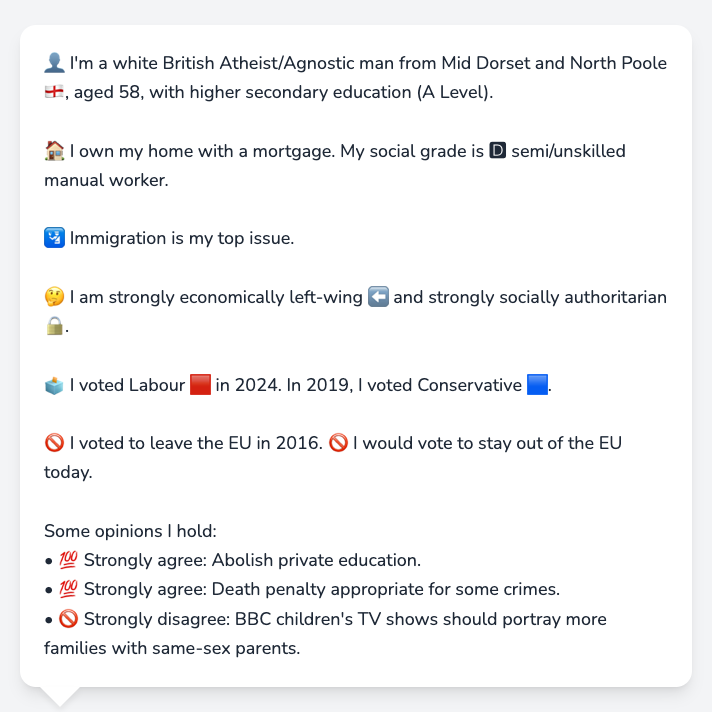 👤 I'm a white British Atheist/Agnostic man from Mid Dorset and North Poole
🏴󠁧󠁢󠁥󠁮󠁧󠁿, aged 58, with higher secondary education (A Level).
🏠 I own my home with a mortgage. My social grade is 🅳 semi/unskilled
manual worker.
🛂 Immigration is my top issue.
🤔 I am strongly economically left-wing ⬅️ and strongly socially authoritarian
🔒.
🗳️ I voted Labour 🟥 in 2024. In 2019, I voted Conservative 🟦.
🚫 I voted to leave the EU in 2016. 🚫 I would vote to stay out of the EU
today.
Some opinions I hold:
• 💯 Strongly agree: Abolish private education.
• 💯 Strongly agree: Death penalty appropriate for some crimes.
• 🚫 Strongly disagree: BBC children's TV shows should portray more
families with same-sex parents.